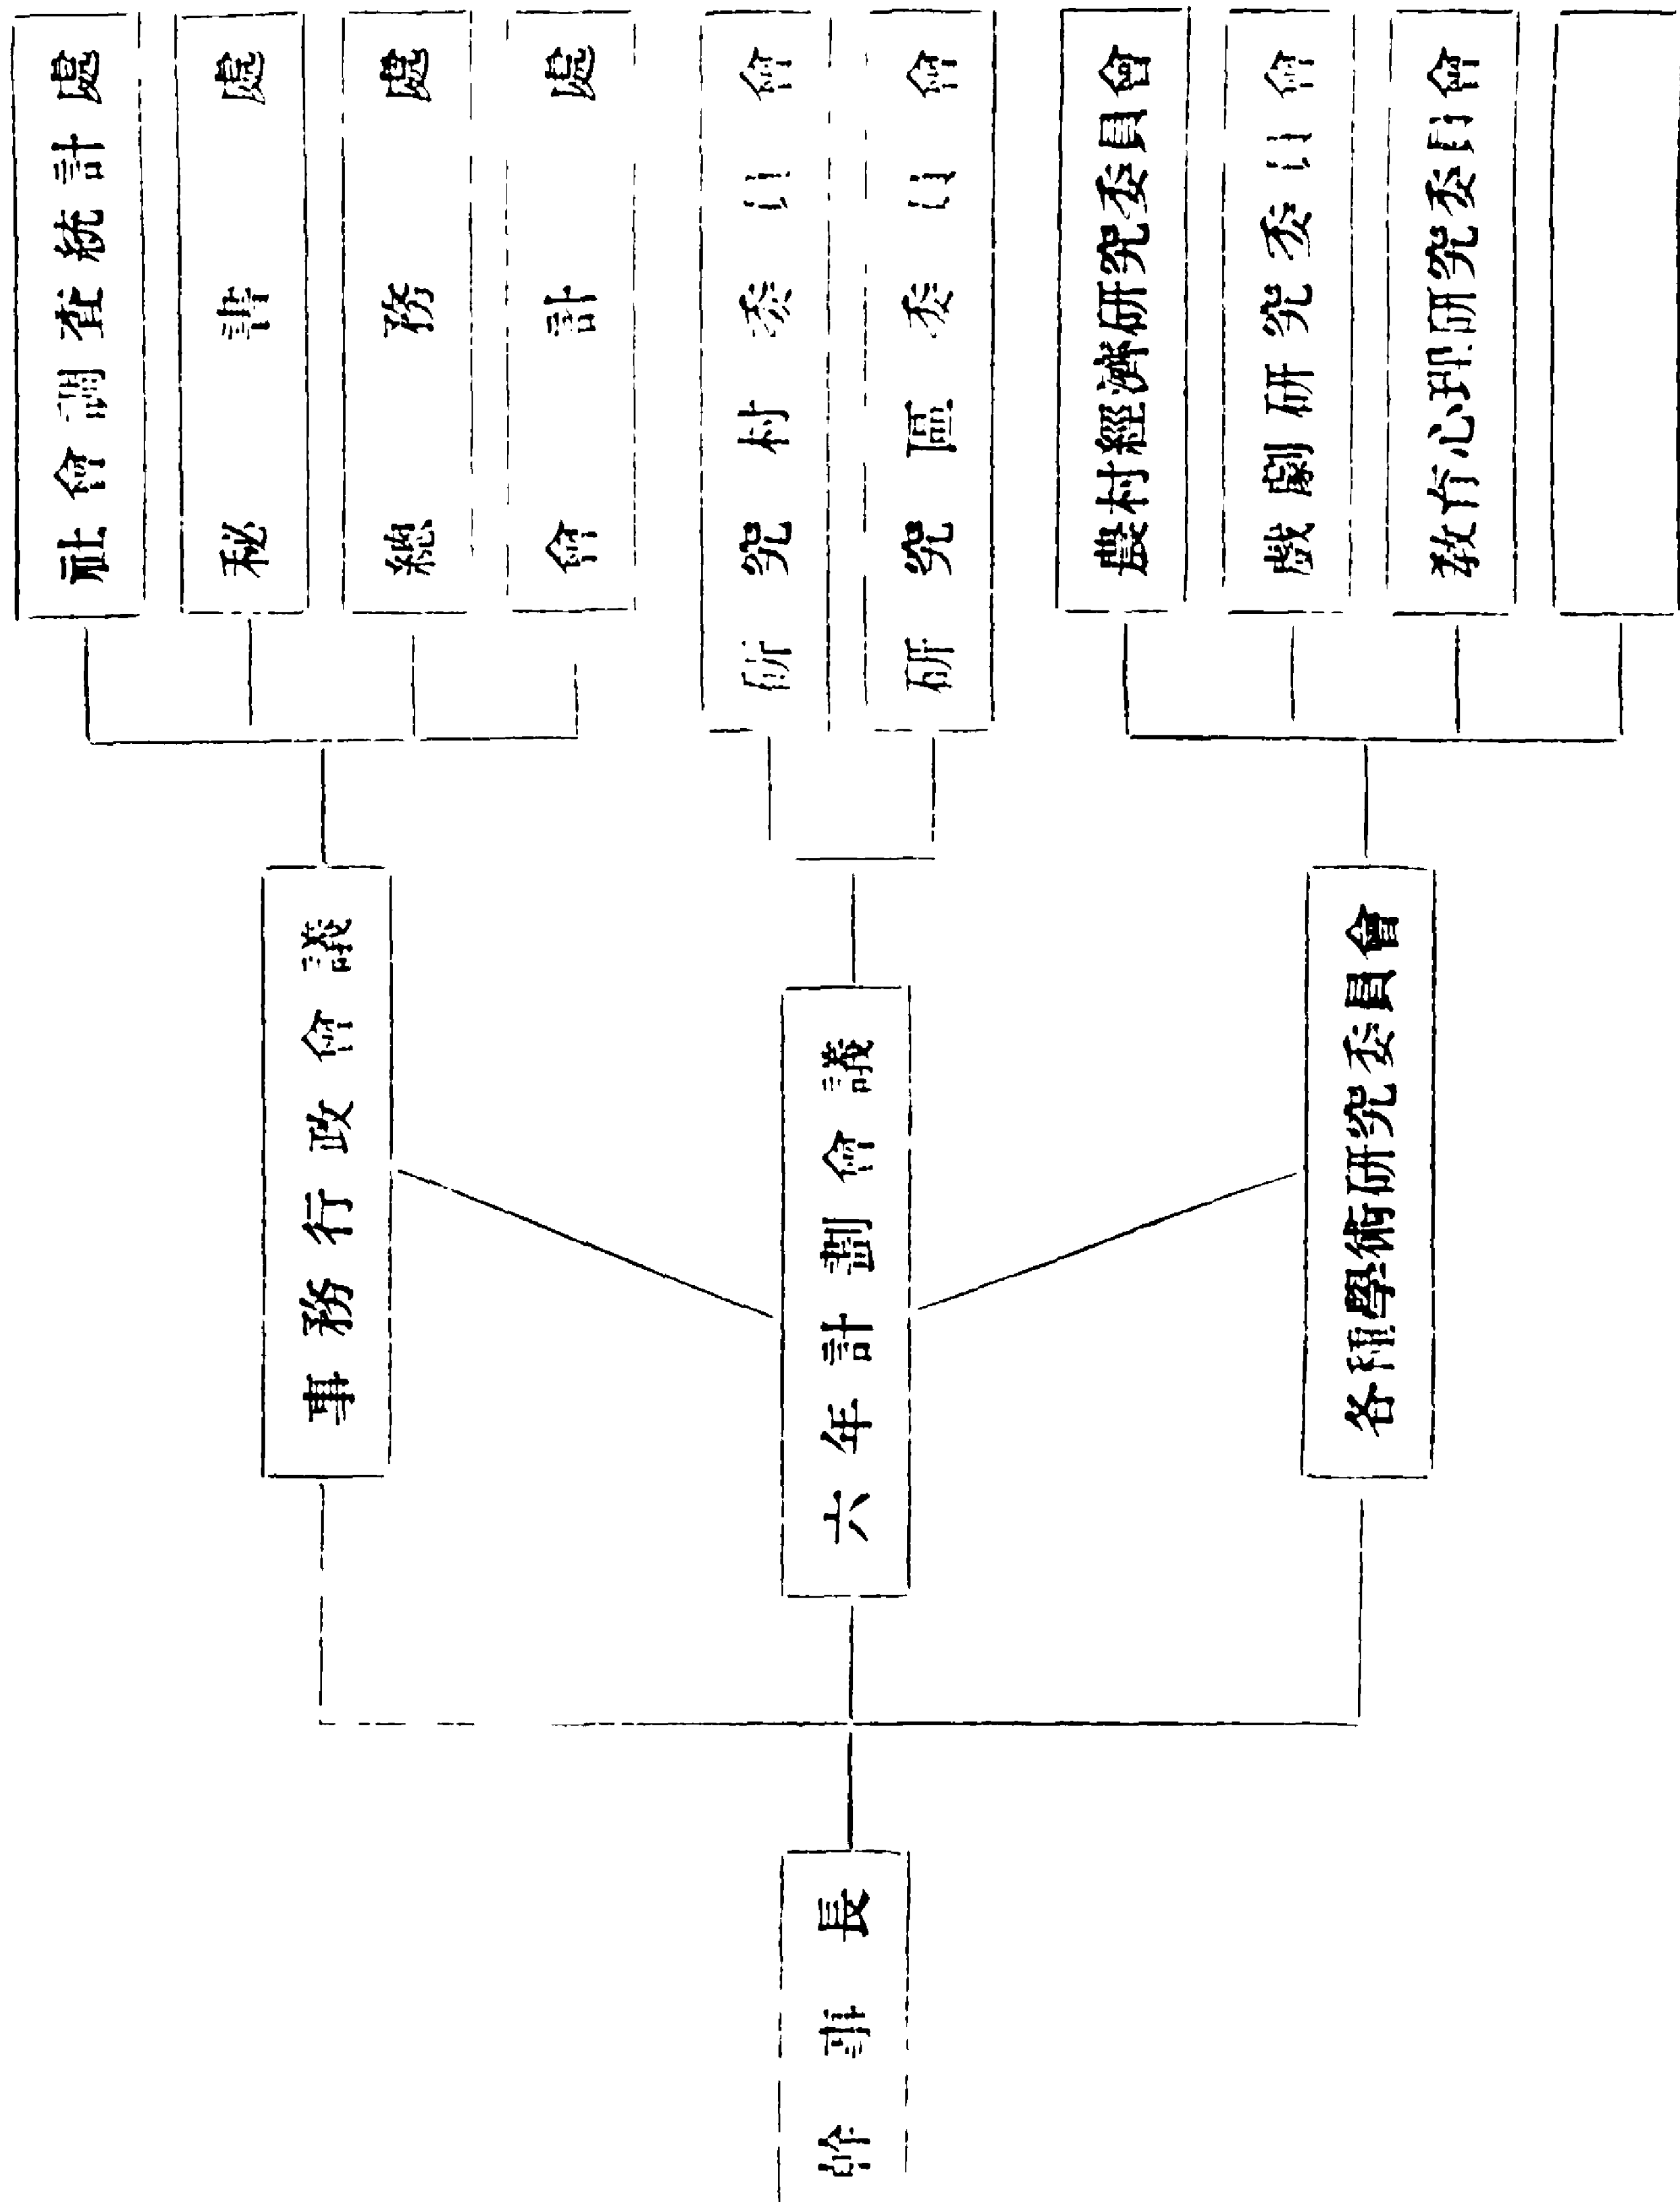 幹事長
事務行政會議
六年計劃會議
各種學術研究委員會
社會調查統計處
秘書處
總務處
會計處
研究村委員會
研究區委員會
農村經濟研究委員會
戲劇研究委員會
教育心理研究委員會